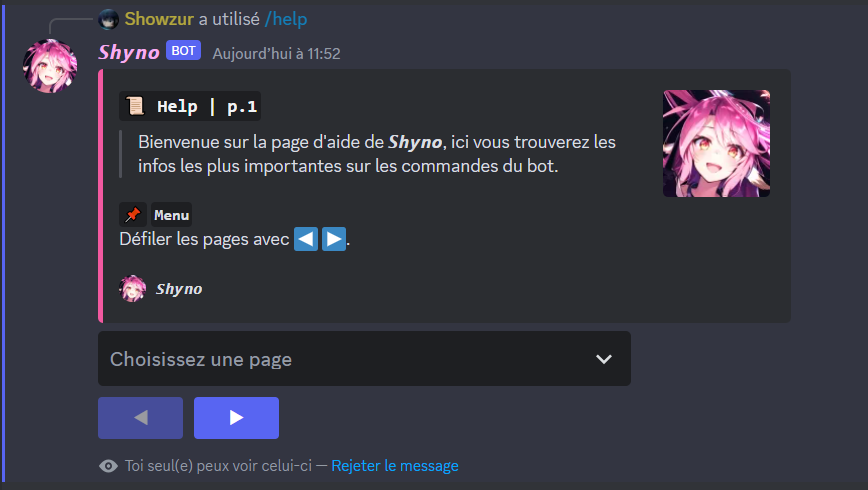 Showzur a utilisé /help
Shyno BOT Aujourd'hui à 11:52
📜 Help | p.1
Bienvenue sur la page d'aide de Shyno, ici vous trouverez les
infos les plus importantes sur les commandes du bot.
📌 Menu
Défiler les pages avec ◀️ ▶️.
Shyno
Choisissez une page
◀ ▶
Toi seul(e) peux voir celui-ci — Rejeter le message